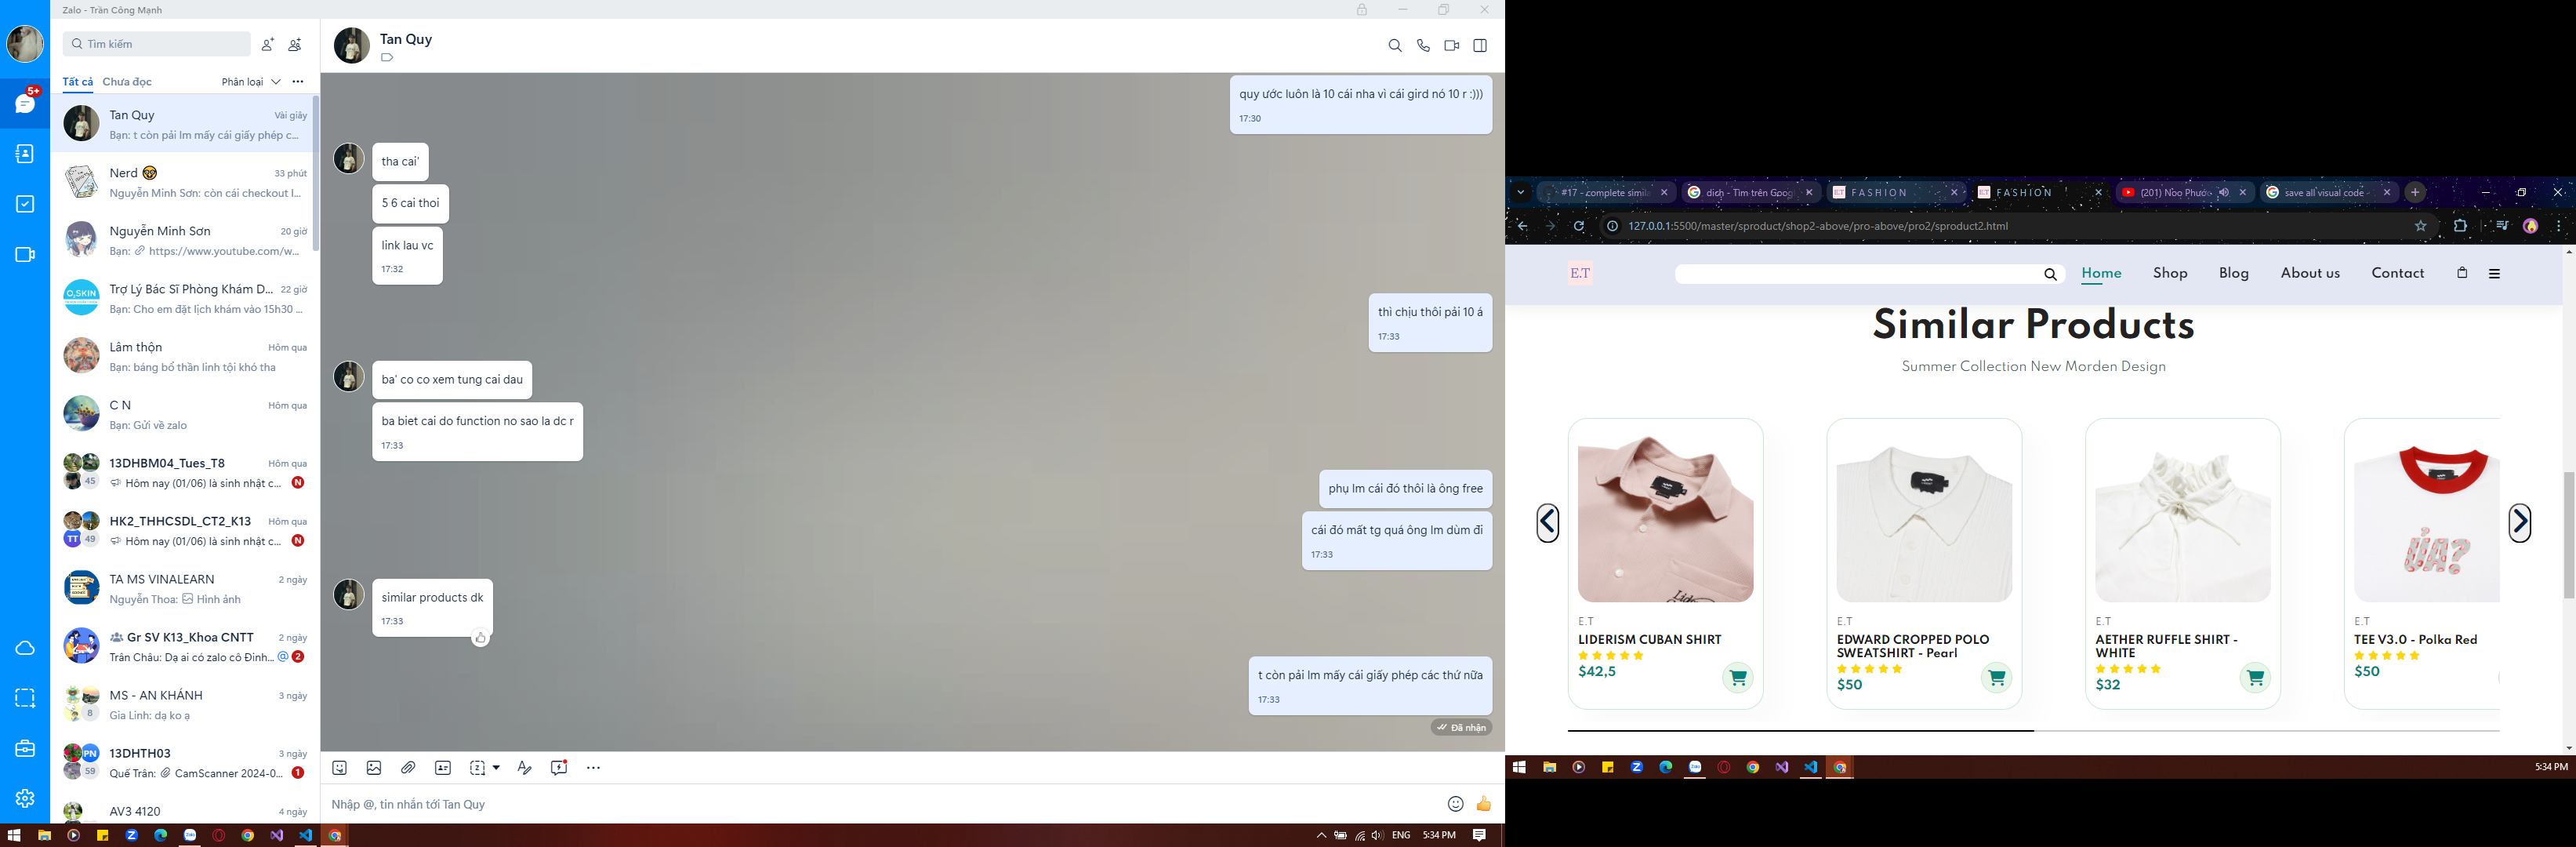 Zalo - Trần Công Mạnh
Tìm kiếm
Tất cả Chưa đọc Phân loại
5+
Tan Quy Vài giây
Bạn: t còn pải lm mấy cái giấy phép c...
Nerd 🤓 33 phút
Nguyễn Minh Sơn: còn cái checkout l...
Nguyễn Minh Sơn 20 giờ
Bạn: https://www.youtube.com/w...
Trợ Lý Bác Sĩ Phòng Khám D... 22 giờ
Bạn: Cho em đặt lịch khám vào 15h30 ...
O₂SKIN
Lâm thộn Hôm qua
Bạn: báng bổ thần linh tội khó tha
C N Hôm qua
Bạn: Gửi về zalo
13DHBM04_Tues_T8 Hôm qua
45 Hôm nay (01/06) là sinh nhật c... N
HK2_THHCSDL_CT2_K13 Hôm qua
TT 49 Hôm nay (01/06) là sinh nhật c... N
TA MS VINALEARN 2 ngày
Nguyễn Thoa: Hình ảnh
Gr SV K13_Khoa CNTT 2 ngày
Trân Châu: Dạ ai có zalo cô Đinh... @ 2
MS - AN KHÁNH 3 ngày
8 Gia Linh: dạ ko ạ
13DHTH03 3 ngày
PN 59 Quế Trân: CamScanner 2024-0... 1
AV3 4120 4 ngày
Tan Quy
quy ước luôn là 10 cái nha vì cái gird nó 10 r :)))
17:30
tha cai'
5 6 cai thoi
link lau vc
17:32
thì chịu thôi pải 10 á
17:33
ba' co co xem tung cai dau
ba biet cai do function no sao la dc r
17:33
phụ lm cái đó thôi là ông free
cái đó mất tg quá ông lm dùm đi
17:33
similar products dk
17:33
t còn pải lm mấy cái giấy phép các thứ nữa
17:33
Đã nhận
Nhập @, tin nhắn tới Tan Quy
ENG 5:34 PM
#17 - complete simil
dich - Tìm trên Goog
F A S H I O N
F A S H I O N
(201) Noo Phước
save all visual code -
127.0.0.1:5500/master/sproduct/shop2-above/pro-above/pro2/sproduct2.html
E.T
Home Shop Blog About us Contact
Similar Products
Summer Collection New Morden Design
ỦA?
E.T
LIDERISM CUBAN SHIRT
$42,5
E.T
EDWARD CROPPED POLO
SWEATSHIRT - Pearl
$50
E.T
AETHER RUFFLE SHIRT -
WHITE
$32
TEE V3.0 - Polka Red
$50
5:34 PM